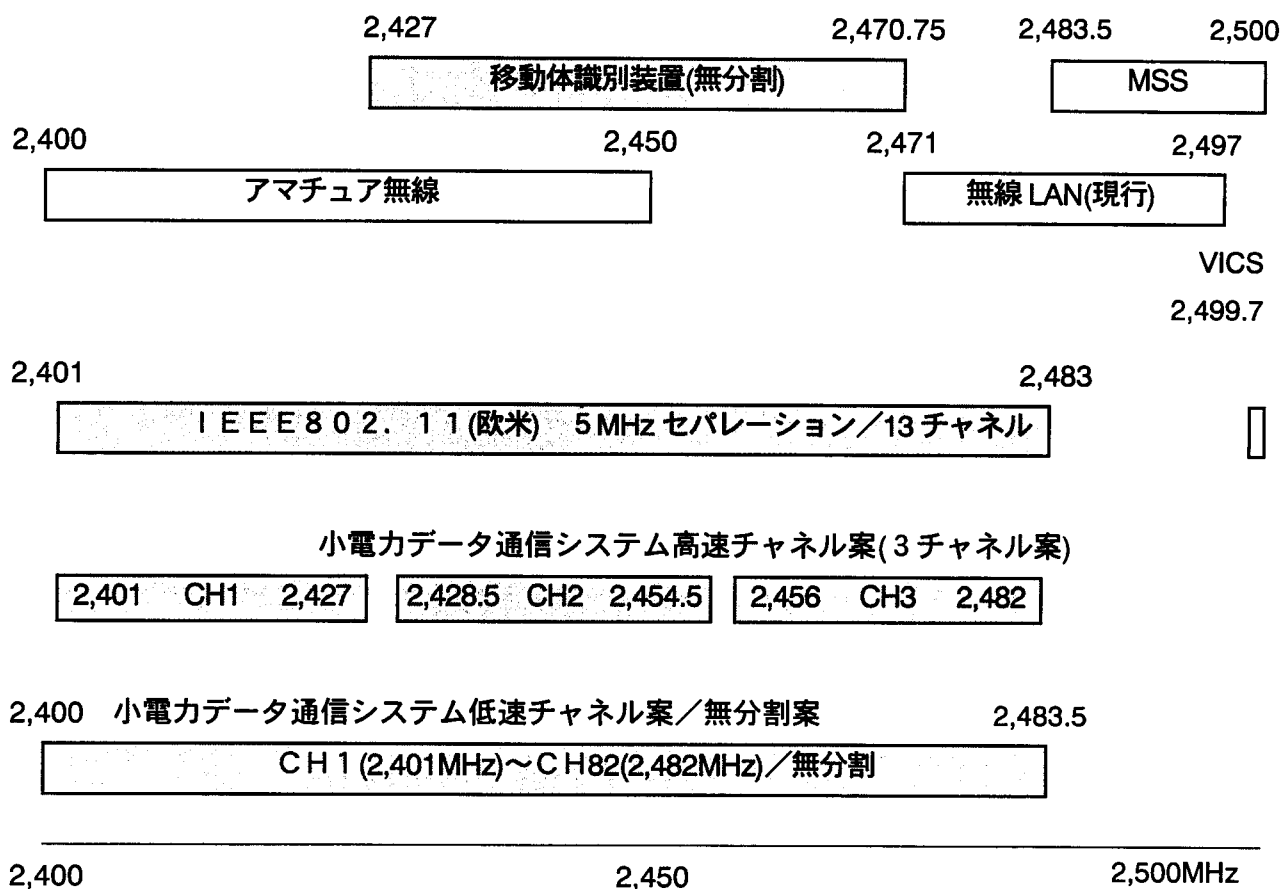 2,427 2,470.75 2,483.5 2,500
移動体識別装置(無分割) MSS
2,400 2,450 2,471 2,497
アマチュア無線 無線 LAN(現行)
VICS
2,499.7
2,401 2,483
IEEE802.11(欧米) 5MHz セパレーション/13チャネル
小電力データ通信システム高速チャネル案(3チャネル案)
2,401 CH1 2,427 2,428.5 CH2 2,454.5 2,456 CH3 2,482
2,400 小電力データ通信システム低速チャネル案/無分割案 2,483.5
CH1(2,401MHz)~CH82(2,482MHz)/無分割
2,400 2,450 2,500MHz